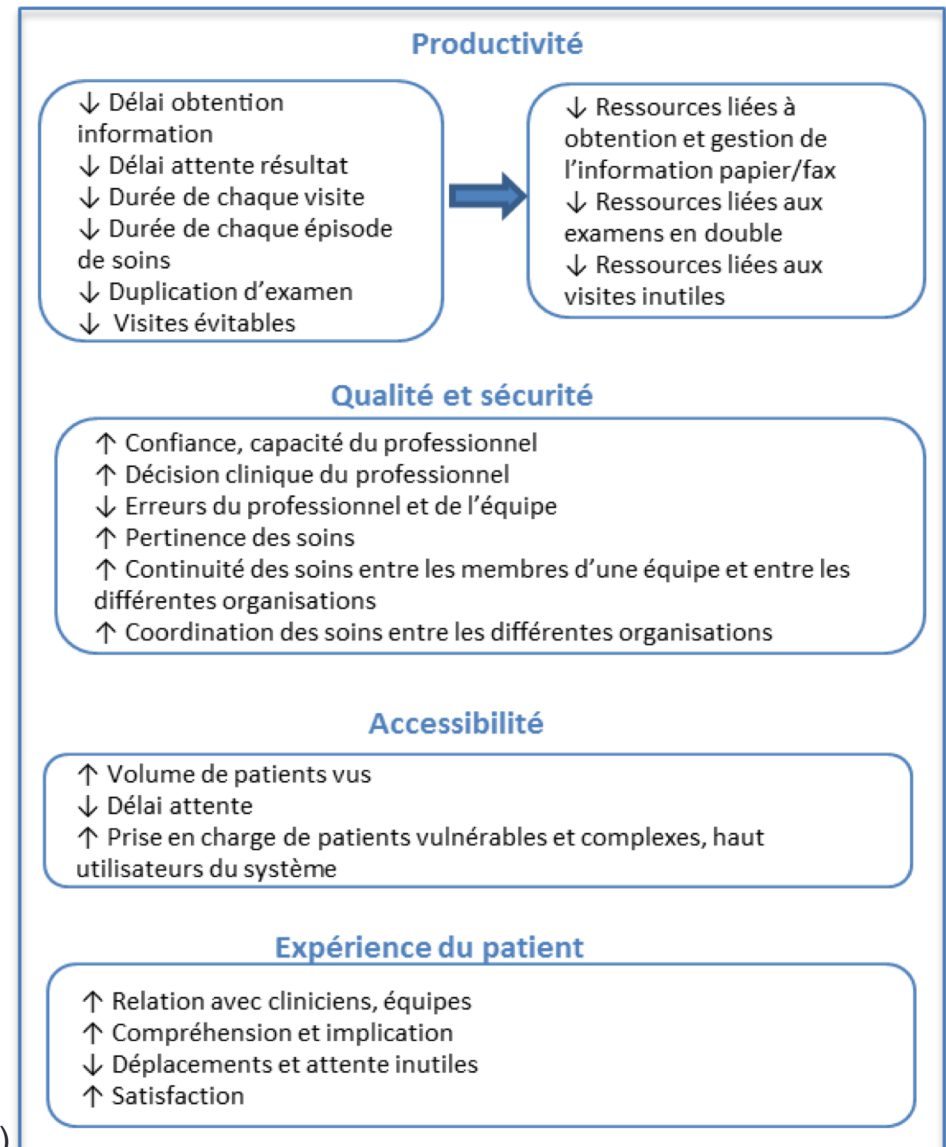 Productivité
↓ Délai obtention
information
↓ Délai attente résultat
↓ Durée de chaque visite
↓ Durée de chaque épisode
de soins
↓ Duplication d'examen
↓ Visites évitables
↓ Ressources liées à
obtention et gestion de
l'information papier/fax
↓ Ressources liées aux
examens en double
↓ Ressources liées aux
visites inutiles
Qualité et sécurité
↑ Confiance, capacité du professionnel
↑ Décision clinique du professionnel
↓ Erreurs du professionnel et de l'équipe
↑ Pertinence des soins
↑ Continuité des soins entre les membres d'une équipe et entre les
différentes organisations
↑ Coordination des soins entre les différentes organisations
Accessibilité
↑ Volume de patients vus
↓ Délai attente
↑ Prise en charge de patients vulnérables et complexes, haut
utilisateurs du système
Expérience du patient
↑ Relation avec cliniciens, équipes
↑ Compréhension et implication
↓ Déplacements et attente inutiles
↑ Satisfaction
)